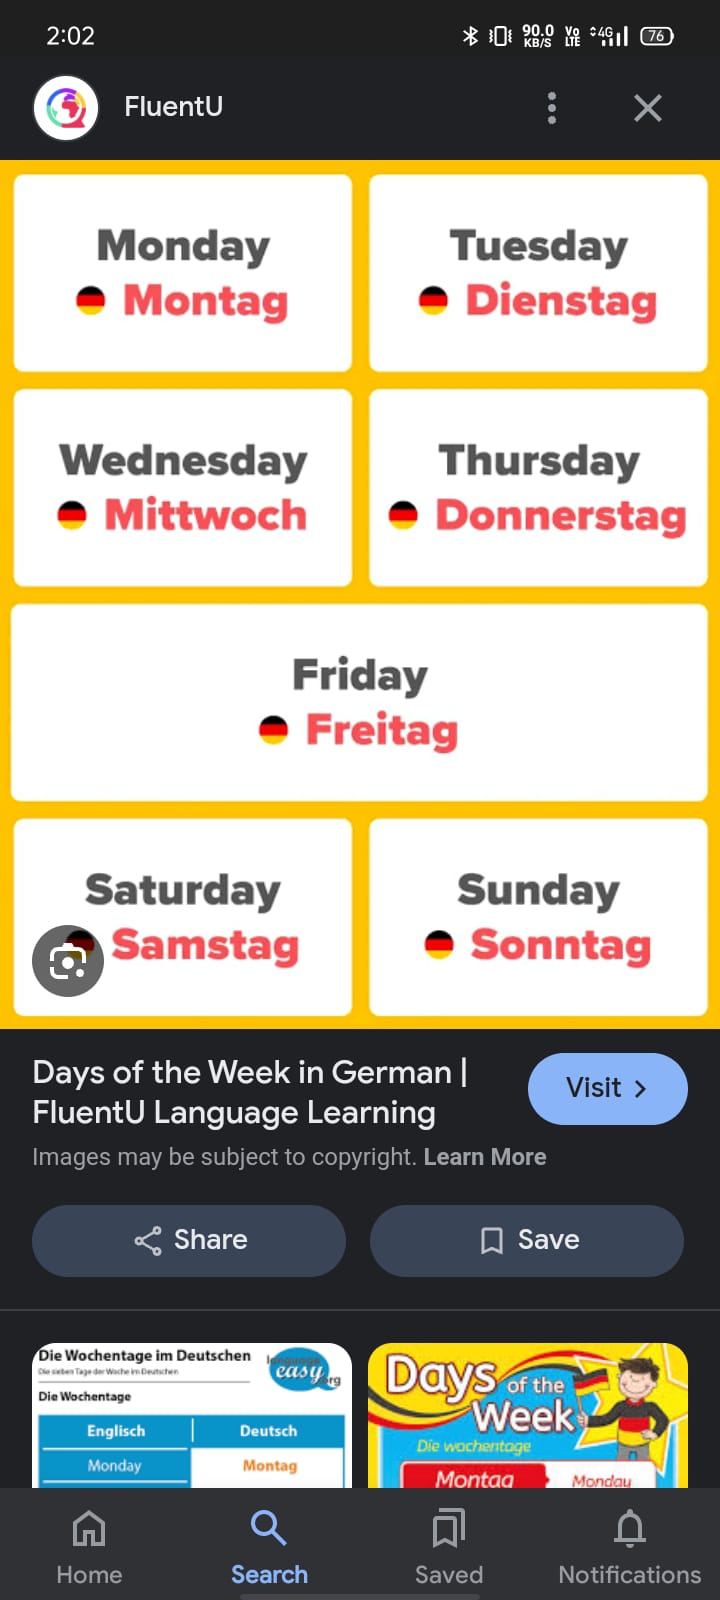 2:02
90.0
KB/S
Vo
LTE
4G
76
FluentU
Monday
Montag
Tuesday
Dienstag
Wednesday
Mittwoch
Thursday
Donnerstag
Friday
Freitag
Saturday
Samstag
Sunday
Sonntag
Days of the Week in German |
FluentU Language Learning
Visit
Images may be subject to copyright. Learn More
Share
Save
Die Wochentage im Deutschen
Die sieben Tage der Woche im Deutschen
language
easy
.org
Die Wochentage
Englisch
Deutsch
Monday
Montag
Days of the
Week
Die wochentage
Montag
Monday
Home
Search
Saved
Notifications